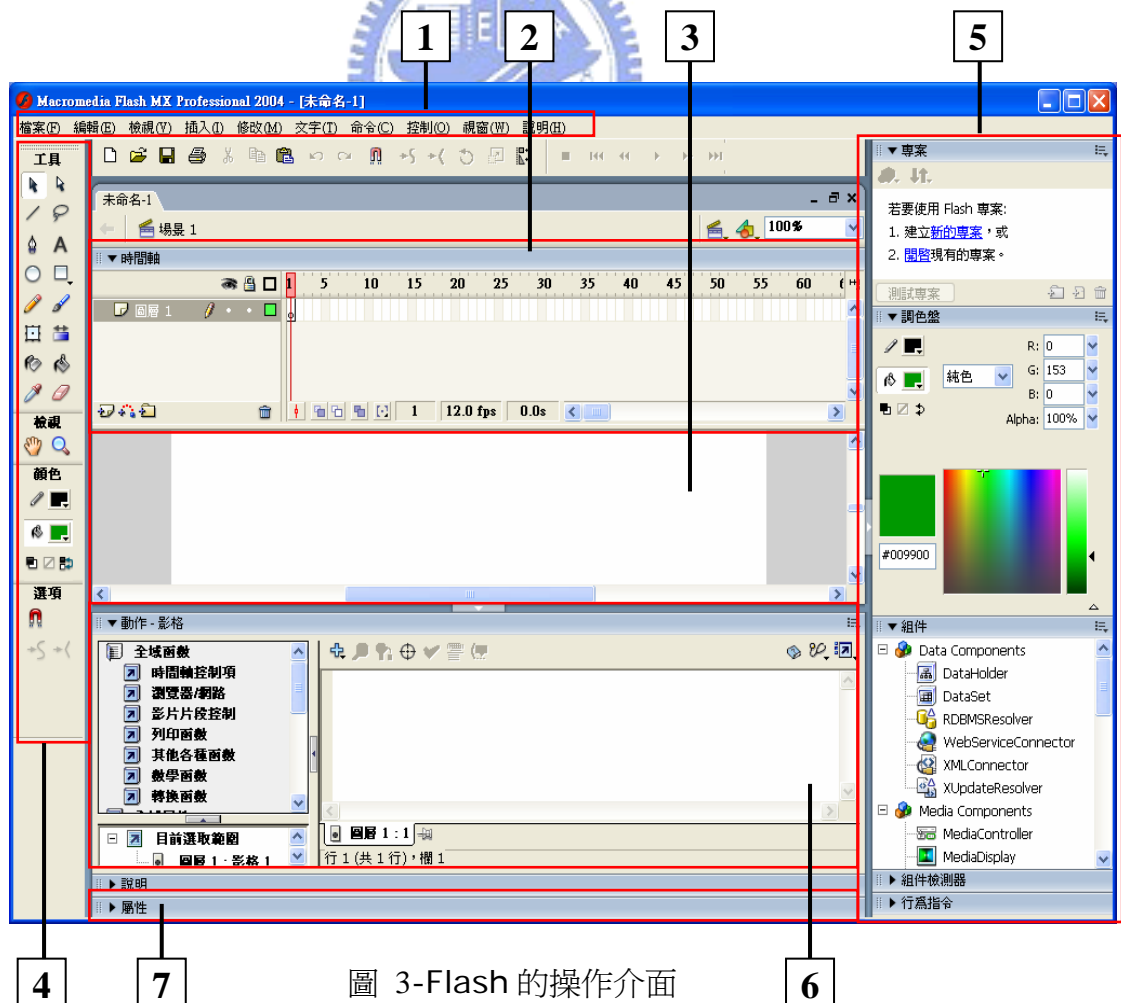 1 2 3 5
Macromedia Flash MX Professional 2004 - [未命名-1]
檔案(F) 編輯(E) 檢視(V) 插入(I) 修改(M) 文字(T) 命令(C) 控制(O) 視窗(W) 說明(H)
工具
檢視
顏色
選項
未命名-1
場景 1
100%
▼時間軸
1 5 10 15 20 25 30 35 40 45 50 55 60
圖層 1
1 12.0 fps 0.0s
▼動作 - 影格
全域函數
時間軸控制項
瀏覽器/網路
影片片段控制
列印函數
其他各種函數
數學函數
轉換函數
目前選取範圍
圖層 1 : 影格 1
圖層 1 : 1
行 1 (共 1 行),欄 1
▶說明
▶屬性
▼專案
若要使用 Flash 專案:
1. 建立新的專案,或
2. 開啓現有的專案。
測試專案
▼調色盤
R: 0
純色
G: 153
B: 0
Alpha: 100%
#009900
▼組件
Data Components
DataHolder
DataSet
RDBMSResolver
WebServiceConnector
XMLConnector
XUpdateResolver
Media Components
MediaController
MediaDisplay
▶組件檢測器
▶行為指令
4 7 6
圖 3-Flash 的操作介面